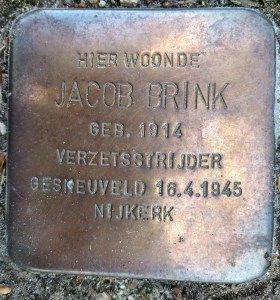 HIER WOONDE
JACOB BRINK
GEB. 1914
VERZETSSTRIJDER
GESNEUVELD 16.4.1945
NIJKERK